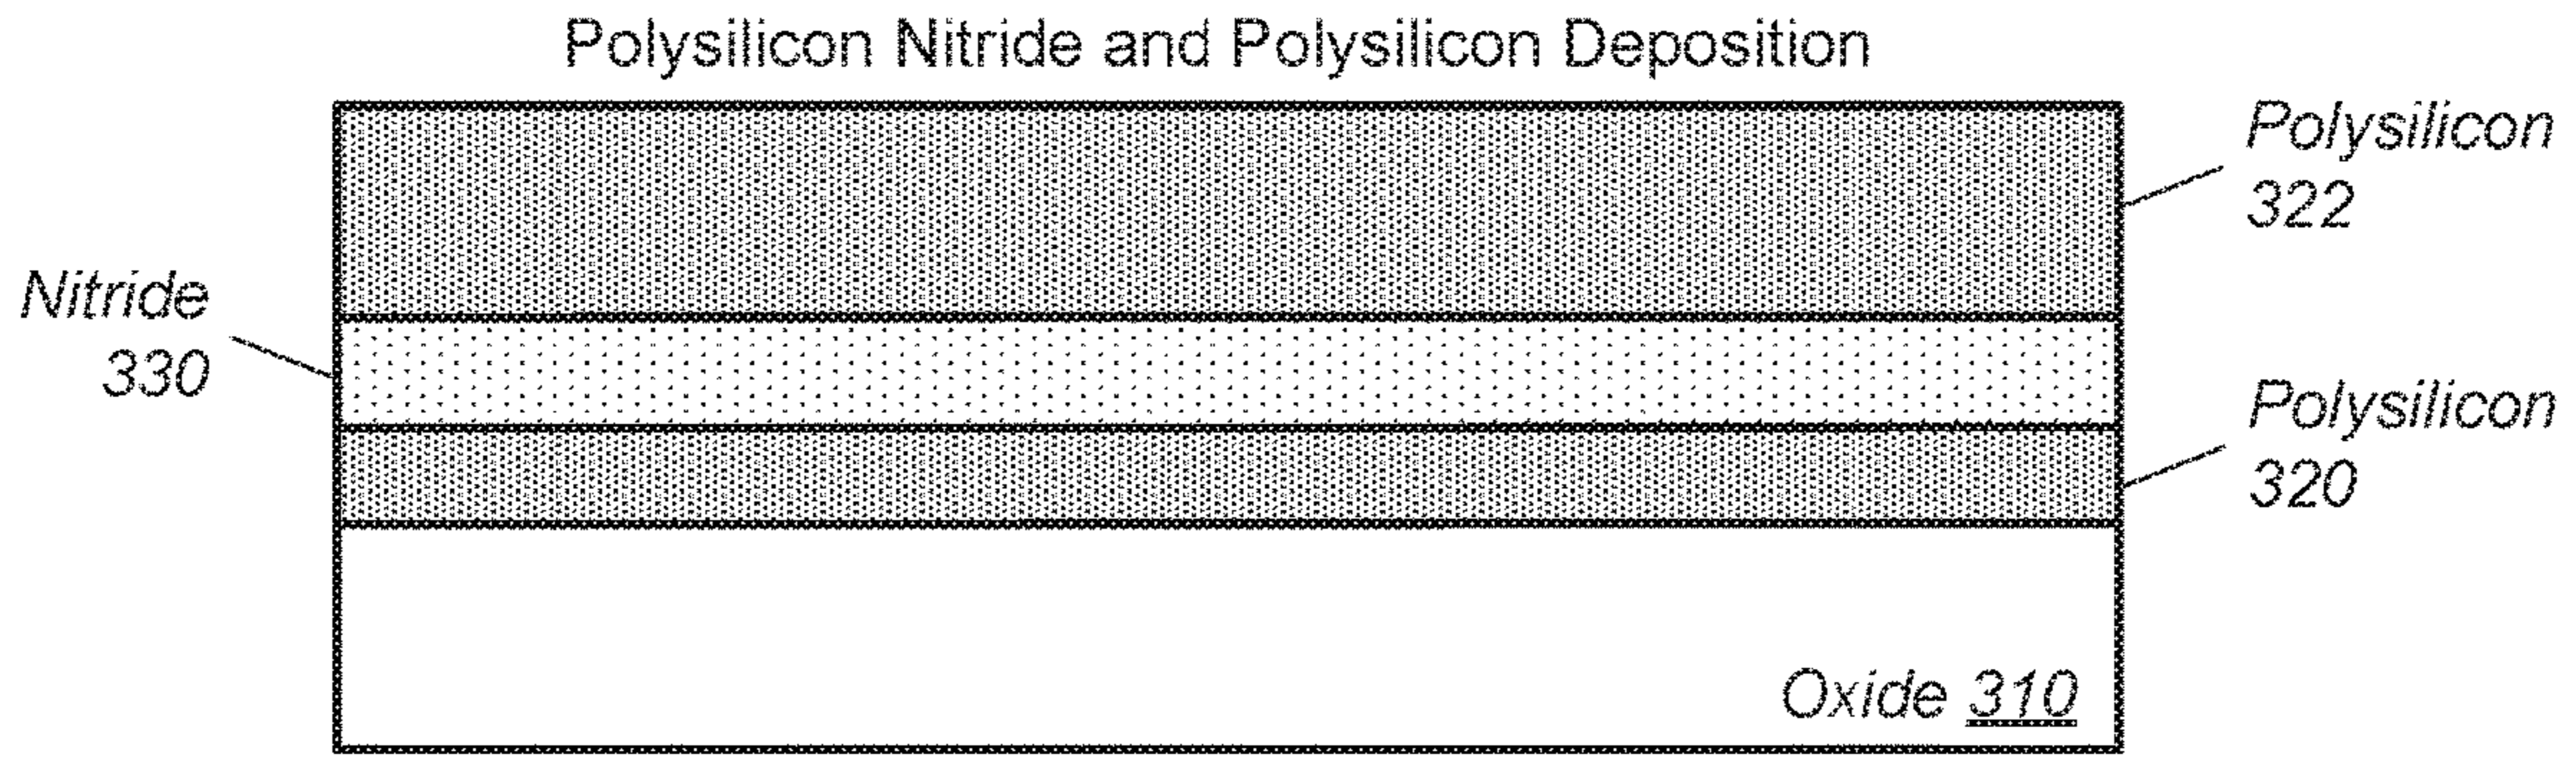 Polysilicon Nitride and Polysilicon Deposition
Polysilicon
322
Nitride
330
Polysilicon
320
Oxide 310